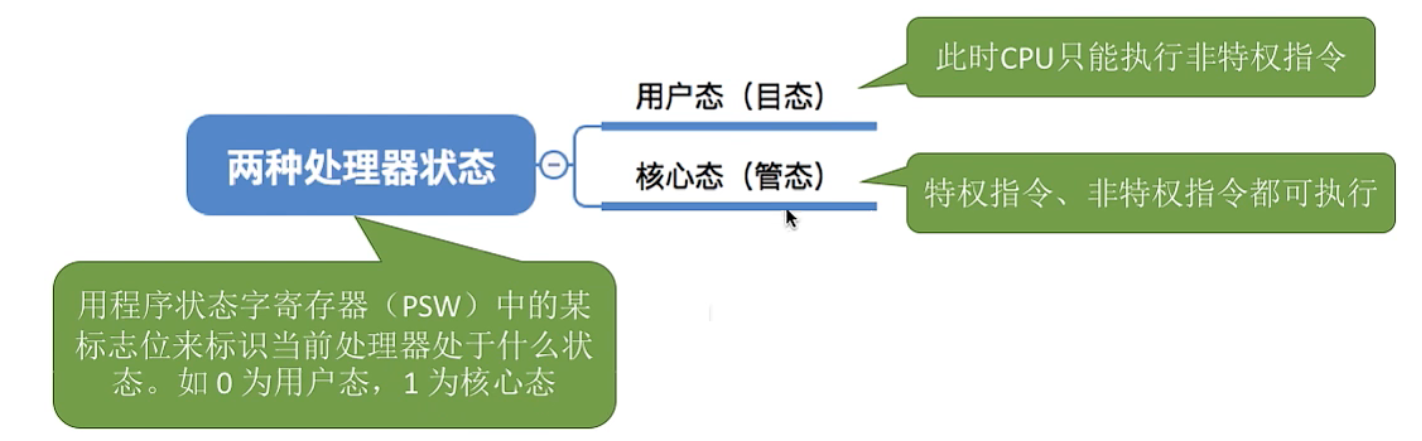 此时CPU只能执行非特权指令
用户态（目态）
两种处理器状态
核心态（管态）
特权指令、非特权指令都可执行
用程序状态字寄存器（PSW）中的某
标志位来标识当前处理器处于什么状
态。如 0 为用户态，1 为核心态